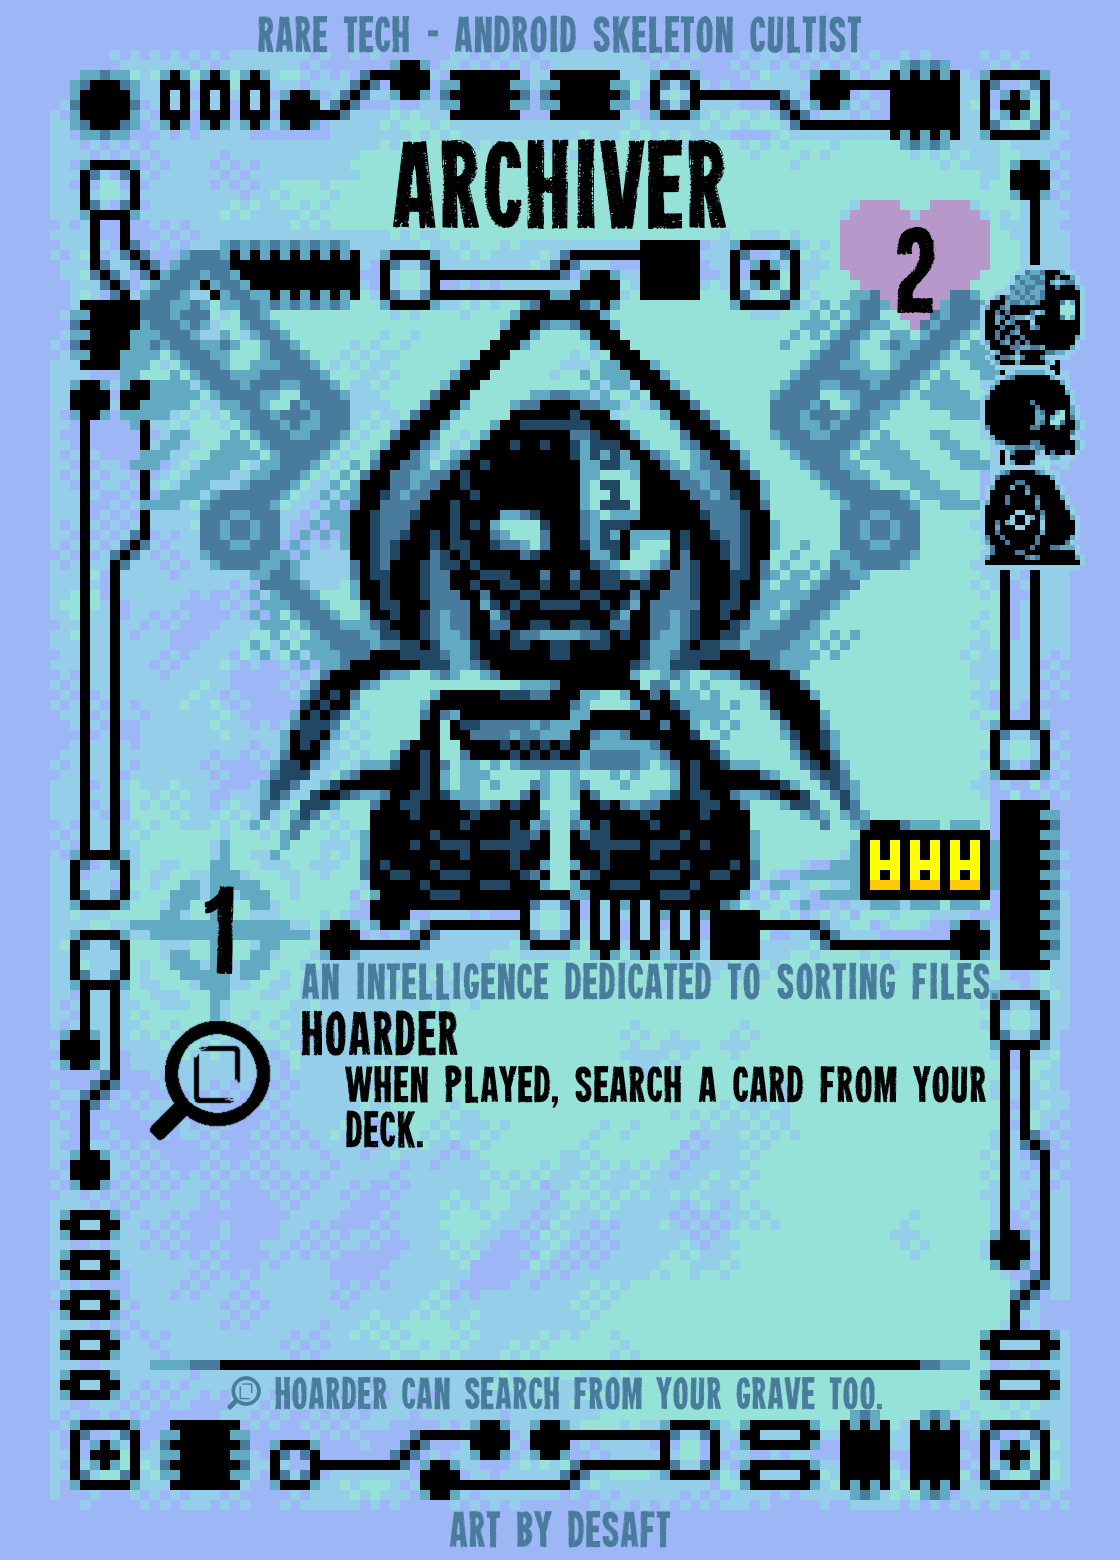 RARE TECH - ANDROID SKELETON CULTIST
ARCHIVER
2
1
AN INTELLIGENCE DEDICATED TO SORTING FILES.
HOARDER
WHEN PLAYED, SEARCH A CARD FROM YOUR
DECK.
HOARDER CAN SEARCH FROM YOUR GRAVE TOO.
ART BY DESAFT